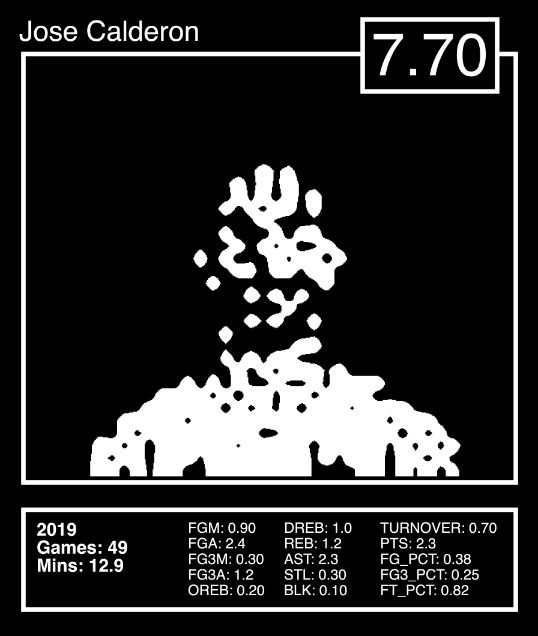 Jose Calderon
7.70
2019
Games: 49
Mins: 12.9
FGM: 0.90
FGA: 2.4
FG3M: 0.30
FG3A: 1.2
OREB: 0.20
DREB: 1.0
REB: 1.2
AST: 2.3
STL: 0.30
BLK: 0.10
TURNOVER: 0.70
PTS: 2.3
FG_PCT: 0.38
FG3_PCT: 0.25
FT_PCT: 0.82